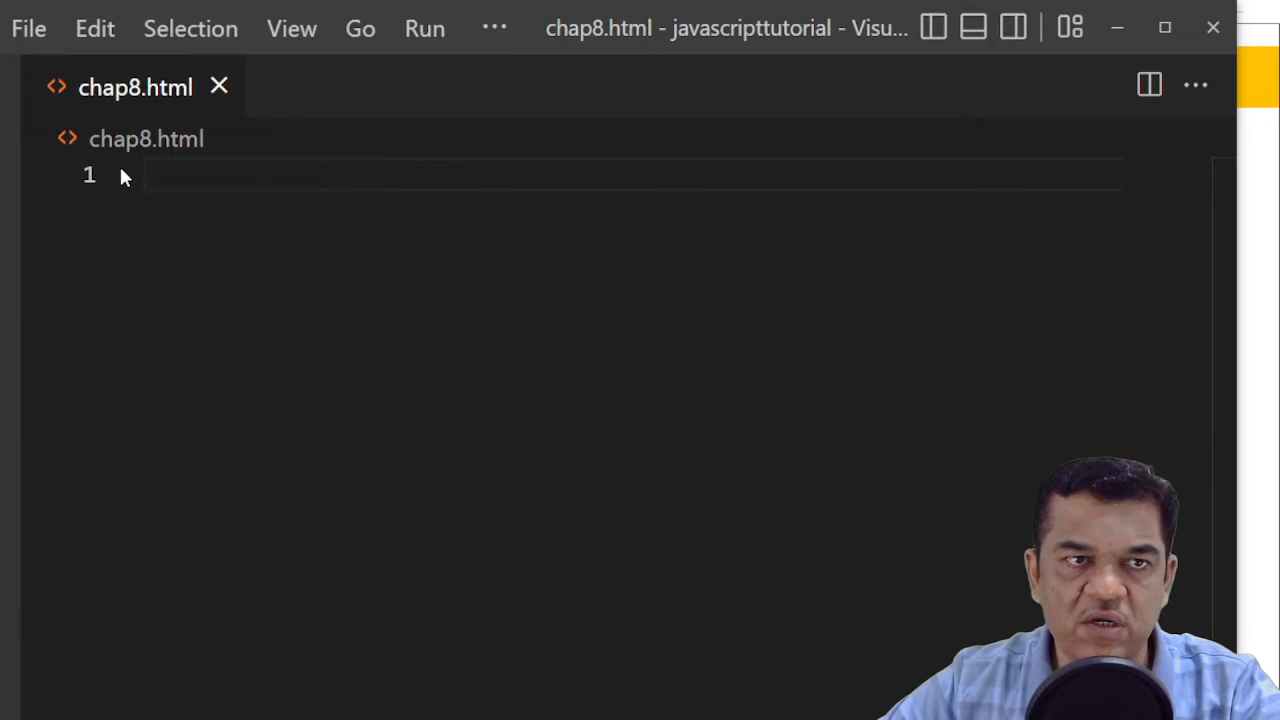 File Edit Selection View Go Run ··· chap8.html - javascripttutorial - Visu...
chap8.html
chap8.html
1